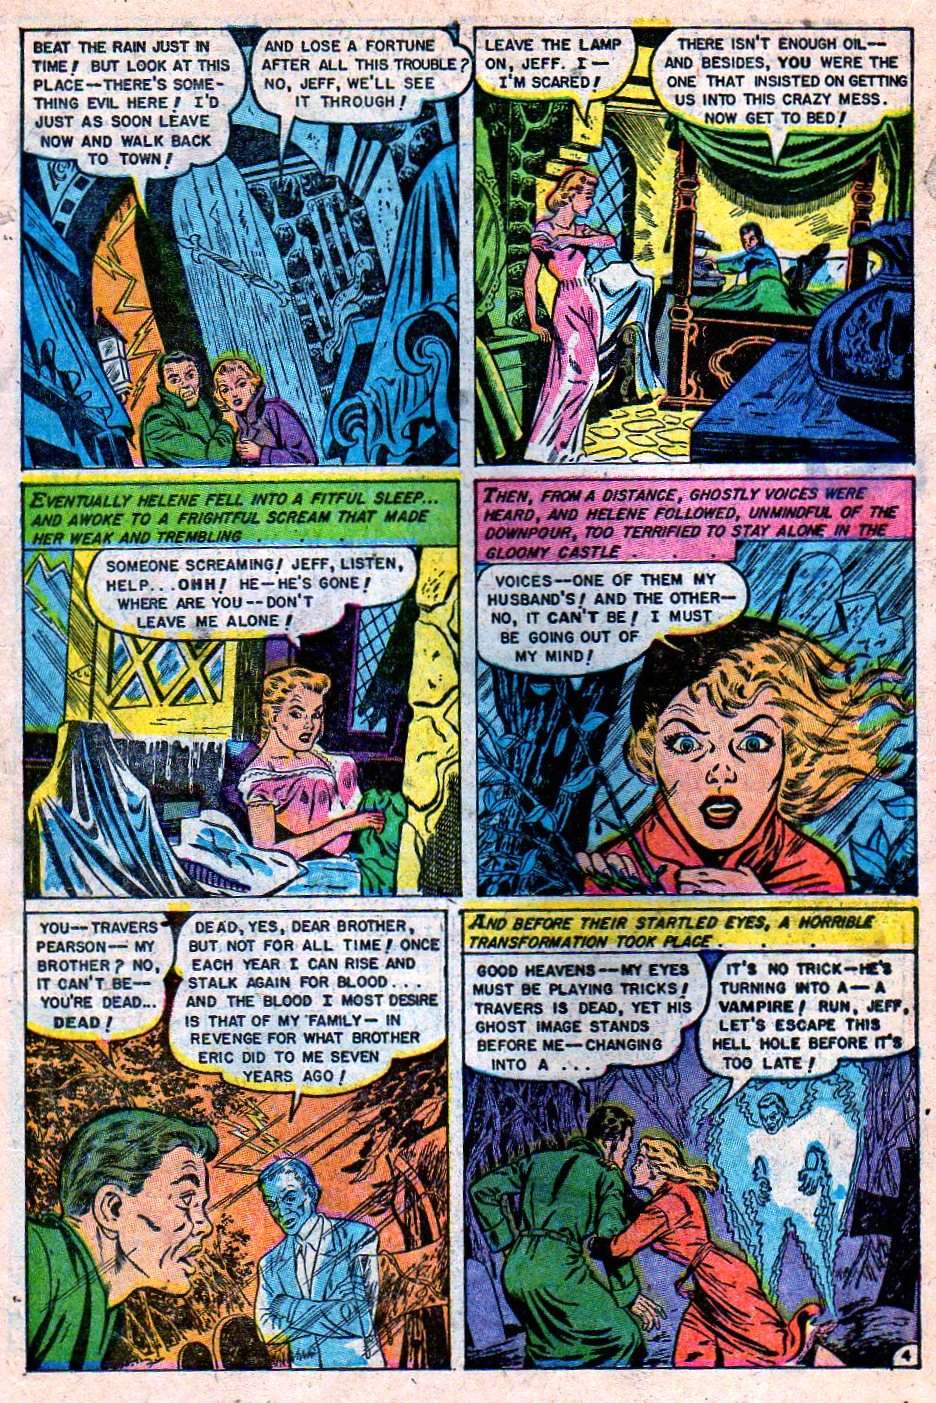 BEAT THE RAIN JUST IN
TIME! BUT LOOK AT THIS
PLACE--THERE'S SOME-
THING EVIL HERE! I'D
JUST AS SOON LEAVE
NOW AND WALK BACK
TO TOWN!
AND LOSE A FORTUNE
AFTER ALL THIS TROUBLE?
NO, JEFF, WE'LL SEE
IT THROUGH!
LEAVE THE LAMP
ON, JEFF. I--
I'M SCARED!
THERE ISN'T ENOUGH OIL--
AND BESIDES, YOU WERE THE
ONE THAT INSISTED ON GETTING
US INTO THIS CRAZY MESS.
NOW GET TO BED!
EVENTUALLY HELENE FELL INTO A FITFUL SLEEP...
AND AWOKE TO A FRIGHTFUL SCREAM THAT MADE
HER WEAK AND TREMBLING . . . .
SOMEONE SCREAMING! JEFF, LISTEN,
HELP...OHH! HE--HE'S GONE!
WHERE ARE YOU--DON'T
LEAVE ME ALONE!
THEN, FROM A DISTANCE, GHOSTLY VOICES WERE
HEARD, AND HELENE FOLLOWED, UNMINDFUL OF THE
DOWNPOUR, TOO TERRIFIED TO STAY ALONE IN THE
GLOOMY CASTLE . . . .
VOICES--ONE OF THEM MY
HUSBAND'S! AND THE OTHER--
NO, IT CAN'T BE! I MUST
BE GOING OUT OF
MY MIND!
YOU--TRAVERS
PEARSON--MY
BROTHER? NO,
IT CAN'T BE--
YOU'RE DEAD...
DEAD!
DEAD, YES, DEAR BROTHER,
BUT NOT FOR ALL TIME! ONCE
EACH YEAR I CAN RISE AND
STALK AGAIN FOR BLOOD....
AND THE BLOOD I MOST DESIRE
IS THAT OF MY FAMILY--IN
REVENGE FOR WHAT BROTHER
ERIC DID TO ME SEVEN
YEARS AGO!
AND BEFORE THEIR STARTLED EYES, A HORRIBLE
TRANSFORMATION TOOK PLACE . . . .
GOOD HEAVENS--MY EYES
MUST BE PLAYING TRICKS!
TRAVERS IS DEAD, YET HIS
GHOST IMAGE STANDS
BEFORE ME--CHANGING
INTO A ...
IT'S NO TRICK--HE'S
TURNING INTO A--A
VAMPIRE! RUN, JEFF,
LET'S ESCAPE THIS
HELL HOLE BEFORE IT'S
TOO LATE!
4